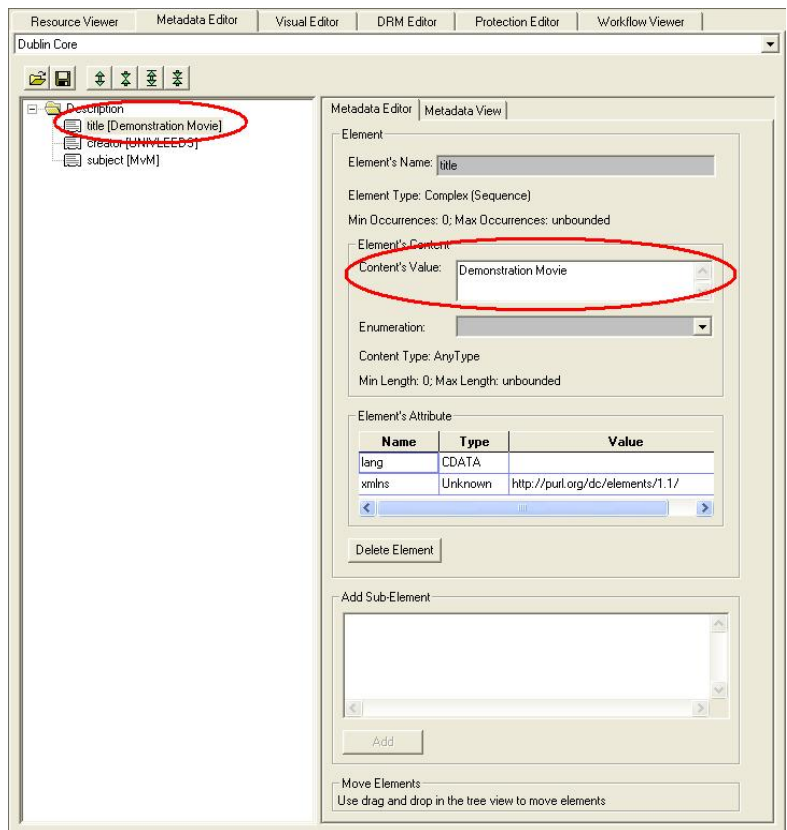 Resource Viewer Metadata Editor Visual Editor DRM Editor Protection Editor Workflow Viewer
Dublin Core
Description
title [Demonstration Movie]
creator [UNIVLEEDS]
subject [MvM]
Metadata Editor Metadata View
Element
Element's Name: title
Element Type: Complex (Sequence)
Min Occurrences: 0; Max Occurrences: unbounded
Element's Content
Content's Value: Demonstration Movie
Enumeration:
Content Type: AnyType
Min Length: 0; Max Length: unbounded
Element's Attribute
Name Type Value
lang CDATA
xmlns Unknown http://purl.org/dc/elements/1.1/
Delete Element
Add Sub-Element
Add
Move Elements
Use drag and drop in the tree view to move elements